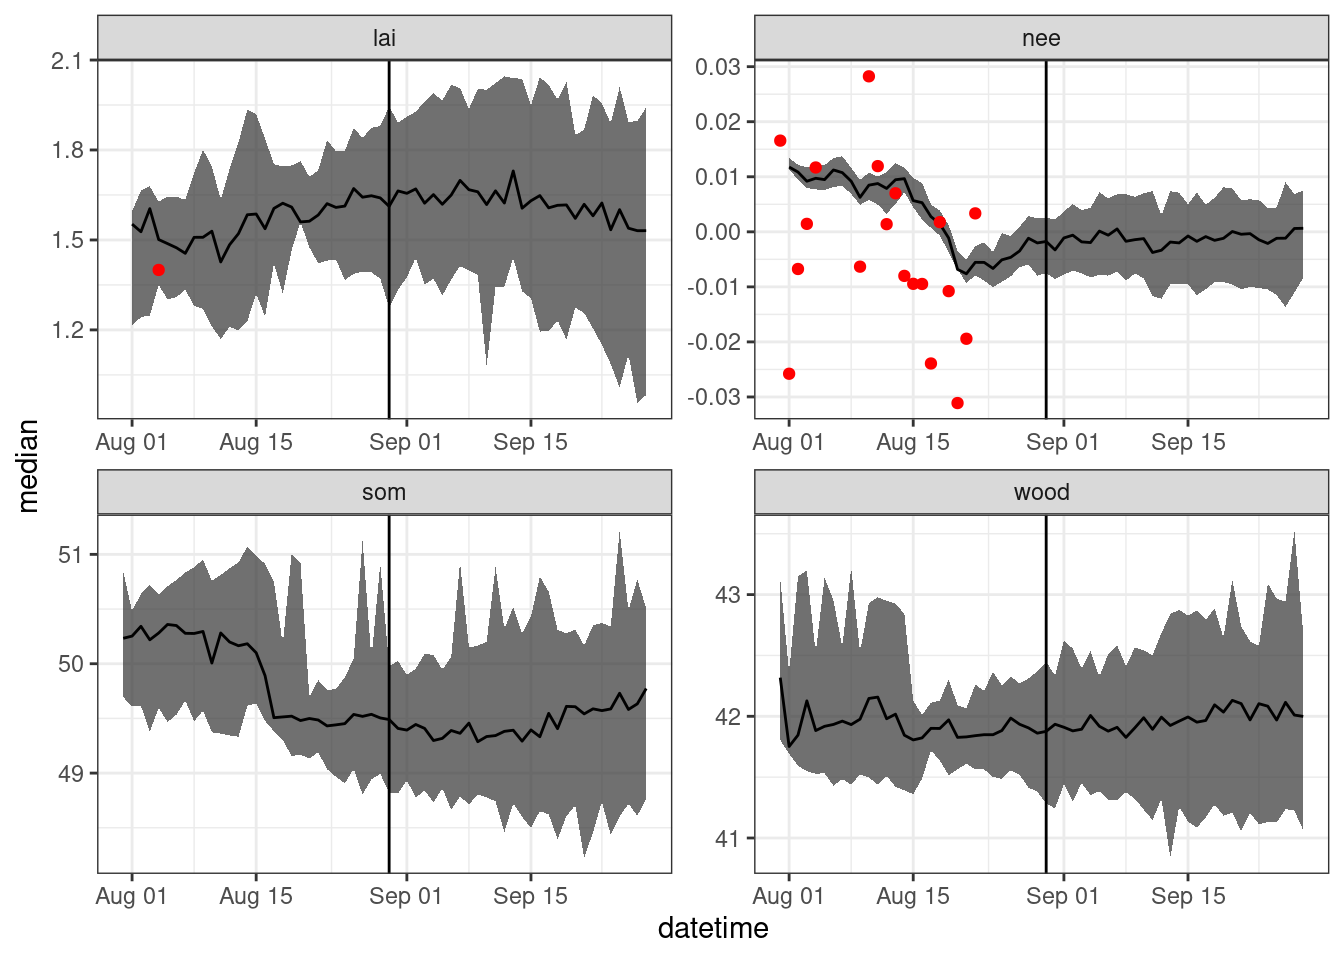 lai
nee
2.1
1.8
1.5
1.2
0.03
0.02
0.01
0.00
-0.01
-0.02
-0.03
Aug 01 Aug 15 Sep 01 Sep 15
Aug 01 Aug 15 Sep 01 Sep 15
median
som
wood
51
50
49
43
42
41
Aug 01 Aug 15 Sep 01 Sep 15
Aug 01 Aug 15 Sep 01 Sep 15
datetime